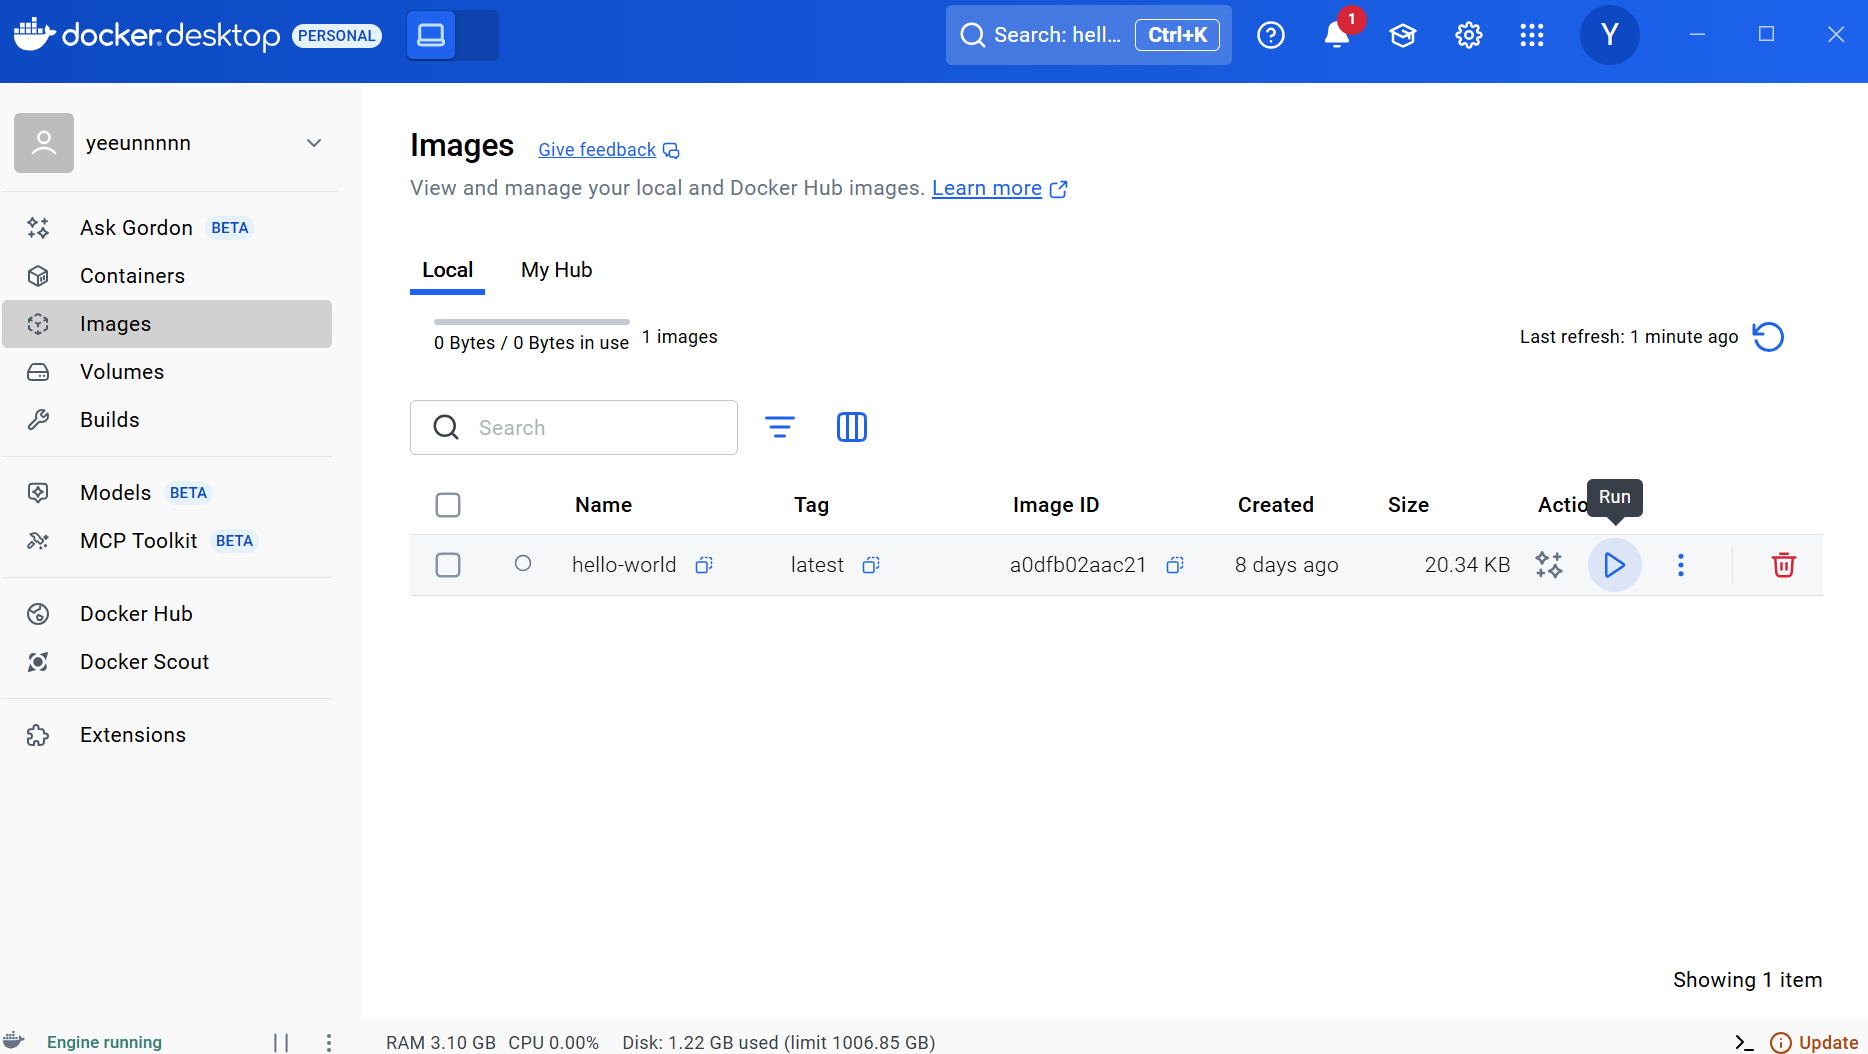 docker desktop PERSONAL
Search: hell... Ctrl+K
1
Y
yeeunnnnn
Ask Gordon BETA
Containers
Images
Volumes
Builds
Models BETA
MCP Toolkit BETA
Docker Hub
Docker Scout
Extensions
Images Give feedback
View and manage your local and Docker Hub images. Learn more
Local My Hub
0 Bytes / 0 Bytes in use 1 images
Last refresh: 1 minute ago
Search
Run
Name Tag Image ID Created Size Actio
hello-world latest a0dfb02aac21 8 days ago 20.34 KB
Showing 1 item
Engine running RAM 3.10 GB CPU 0.00% Disk: 1.22 GB used (limit 1006.85 GB) >_ Update